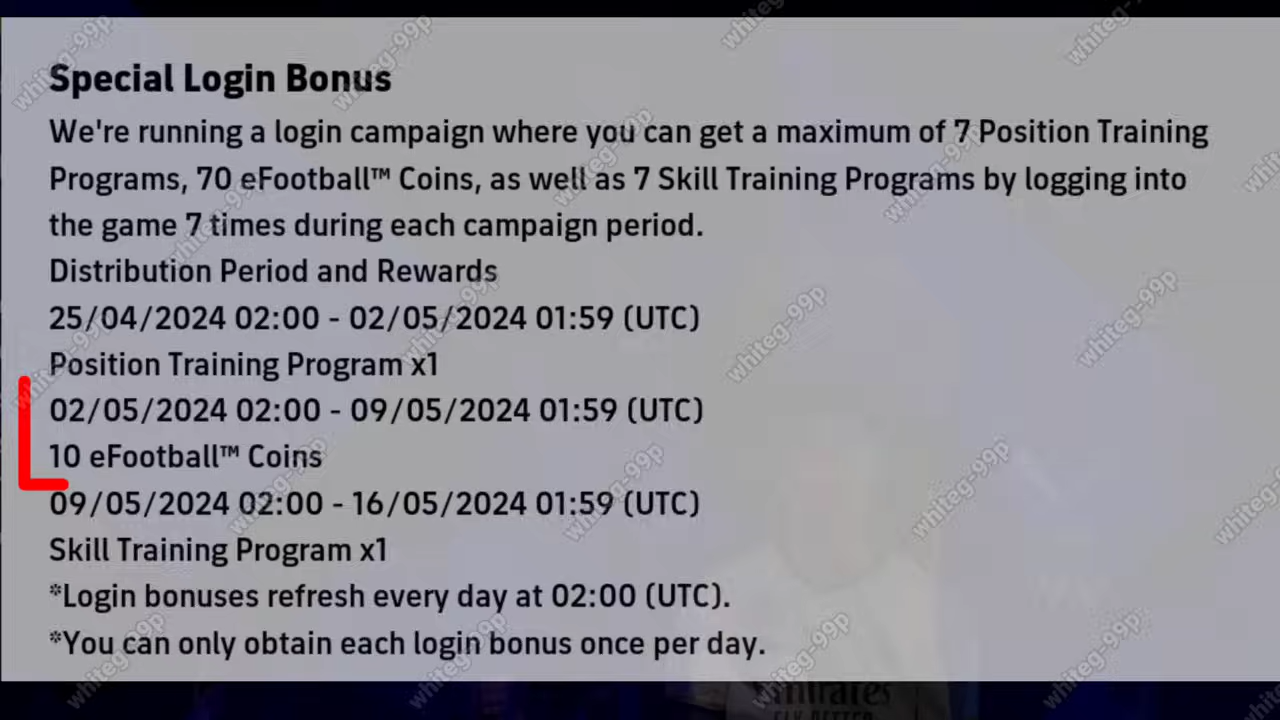 Special Login Bonus
We're running a login campaign where you can get a maximum of 7 Position Training
Programs, 70 eFootball™ Coins, as well as 7 Skill Training Programs by logging into
the game 7 times during each campaign period.
Distribution Period and Rewards
25/04/2024 02:00 - 02/05/2024 01:59 (UTC)
Position Training Program x1
02/05/2024 02:00 - 09/05/2024 01:59 (UTC)
10 eFootball™ Coins
09/05/2024 02:00 - 16/05/2024 01:59 (UTC)
Skill Training Program x1
*Login bonuses refresh every day at 02:00 (UTC).
*You can only obtain each login bonus once per day.
Emirates
FLY BETTER
whiteg-99p